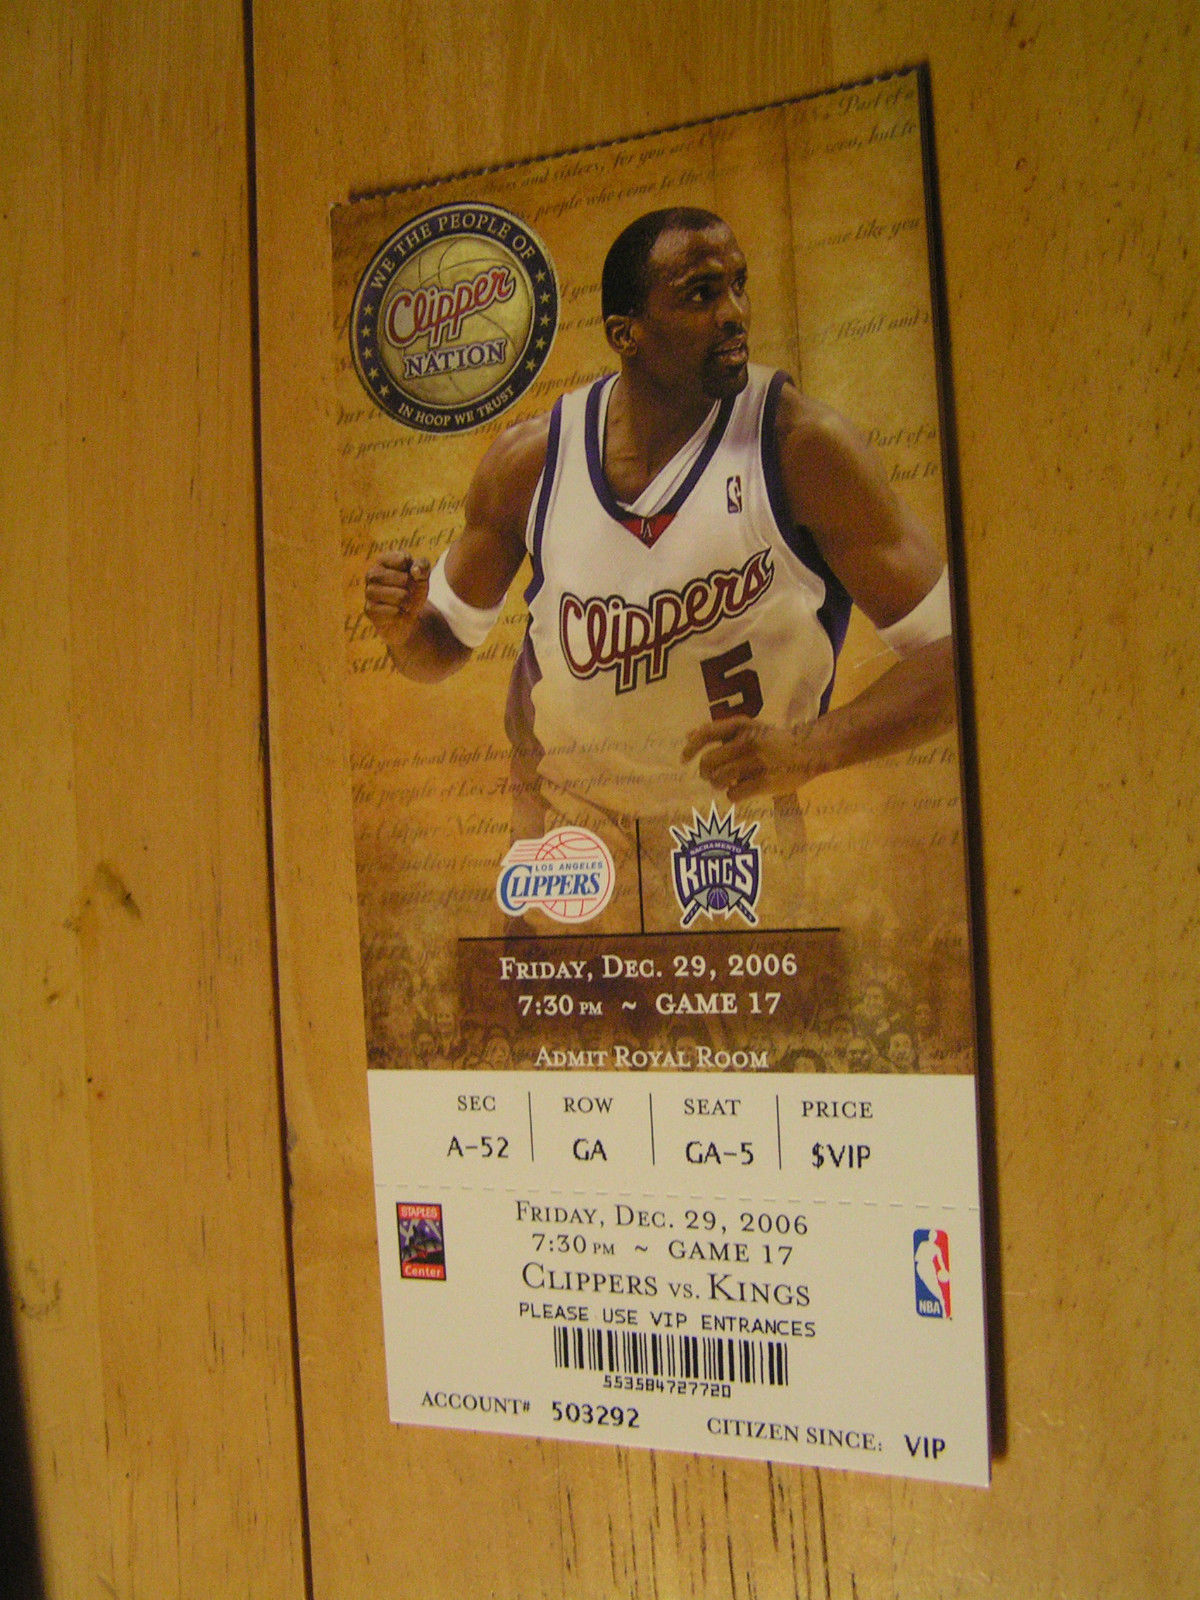 WE THE PEOPLE OF
Clipper
NATION
IN HOOP WE TRUST
LA
Clippers
5
LOS ANGELES
CLIPPERS
SACRAMENTO
KINGS
FRIDAY, DEC. 29, 2006
7:30 PM ~ GAME 17
ADMIT ROYAL ROOM
SEC ROW SEAT PRICE
A-52 GA GA-5 $VIP
STAPLES
Center
FRIDAY, DEC. 29, 2006
7:30 PM ~ GAME 17
CLIPPERS VS. KINGS
PLEASE USE VIP ENTRANCES
NBA
553584727720
ACCOUNT# 503292
CITIZEN SINCE: VIP